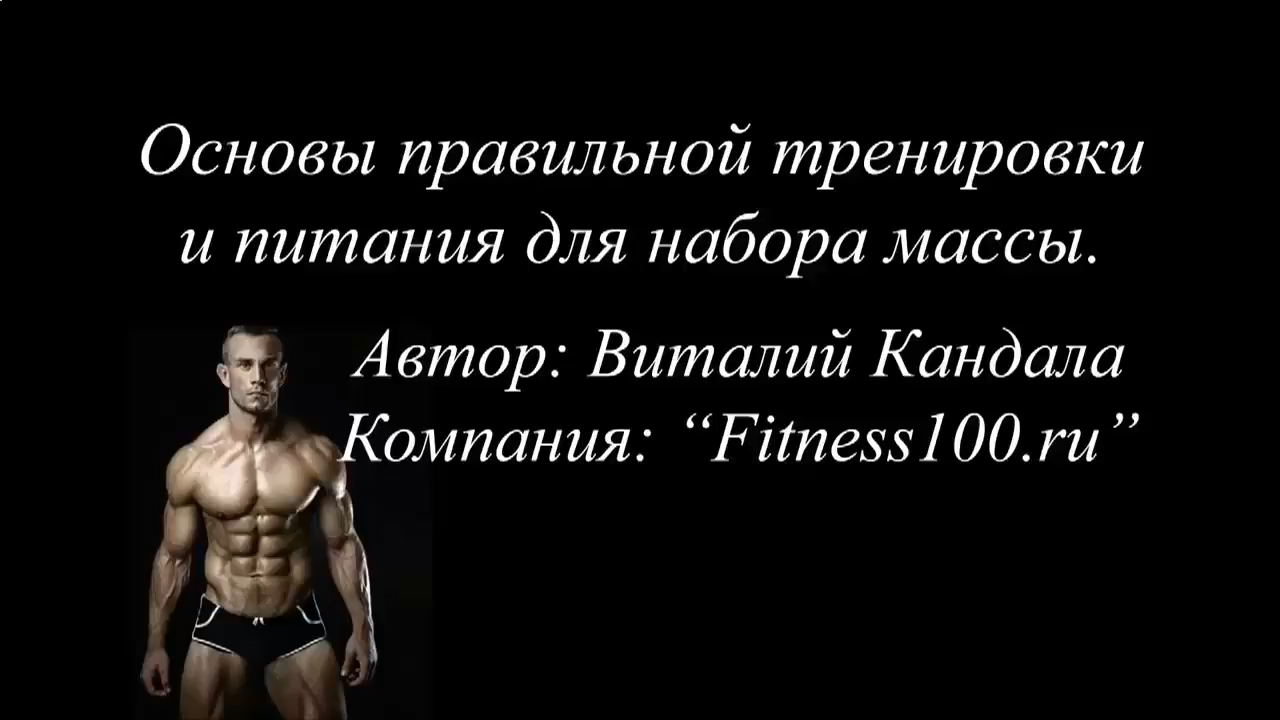 Основы правильной тренировки
и питания для набора массы.
Автор: Виталий Кандала
Компания: “Fitness100.ru”